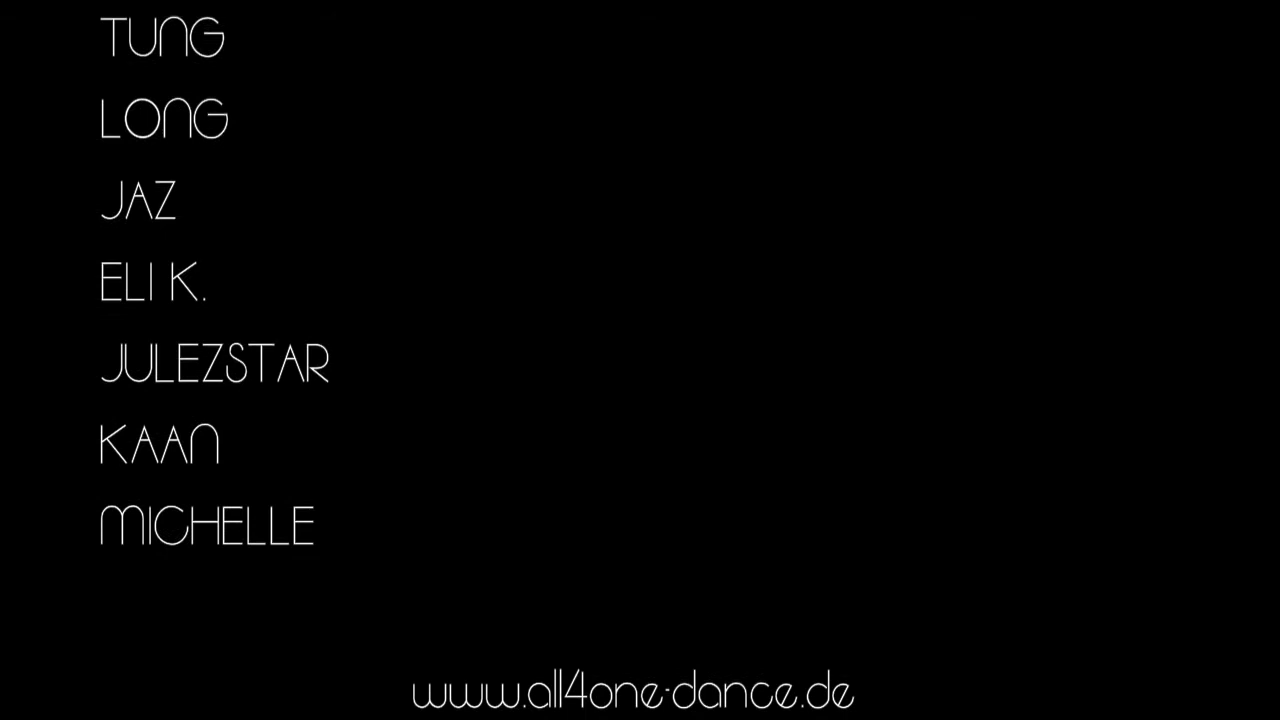 TUNG
LONG
JAZ
ELI K.
JULEZSTAR
KAAN
MICHELLE
www.all4one-dance.de